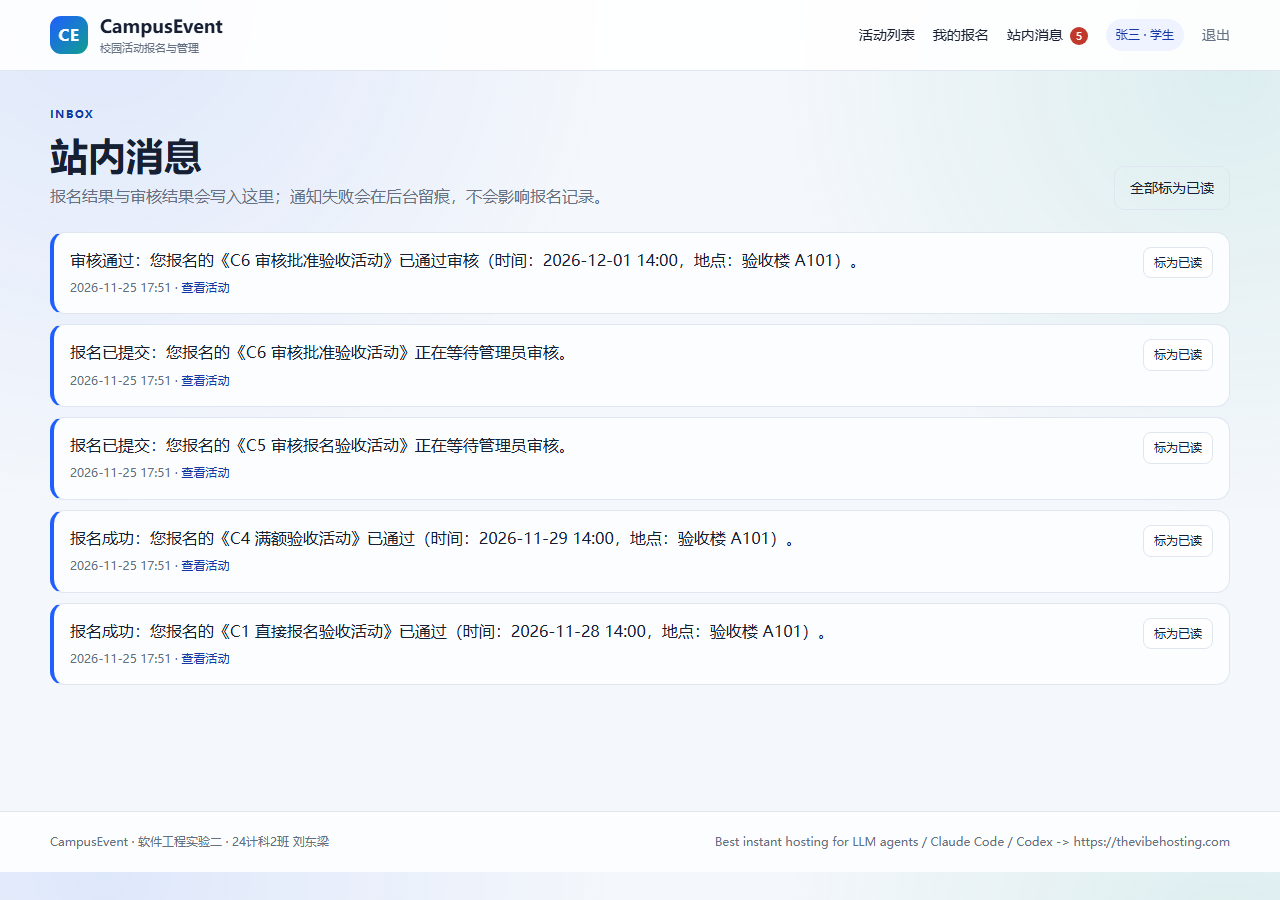 CE
CampusEvent
校园活动报名与管理
活动列表 我的报名 站内消息 5 张三 · 学生 退出
INBOX
站内消息
报名结果与审核结果会写入这里；通知失败会在后台留痕，不会影响报名记录。
全部标为已读
审核通过：您报名的《C6 审核批准验收活动》已通过审核（时间：2026-12-01 14:00，地点：验收楼 A101）。
标为已读
2026-11-25 17:51 · 查看活动
报名已提交：您报名的《C6 审核批准验收活动》正在等待管理员审核。
标为已读
2026-11-25 17:51 · 查看活动
报名已提交：您报名的《C5 审核报名验收活动》正在等待管理员审核。
标为已读
2026-11-25 17:51 · 查看活动
报名成功：您报名的《C4 满额验收活动》已通过（时间：2026-11-29 14:00，地点：验收楼 A101）。
标为已读
2026-11-25 17:51 · 查看活动
报名成功：您报名的《C1 直接报名验收活动》已通过（时间：2026-11-28 14:00，地点：验收楼 A101）。
标为已读
2026-11-25 17:51 · 查看活动
CampusEvent · 软件工程实验二 · 24计科2班 刘东梁
Best instant hosting for LLM agents / Claude Code / Codex -> https://thevibehosting.com